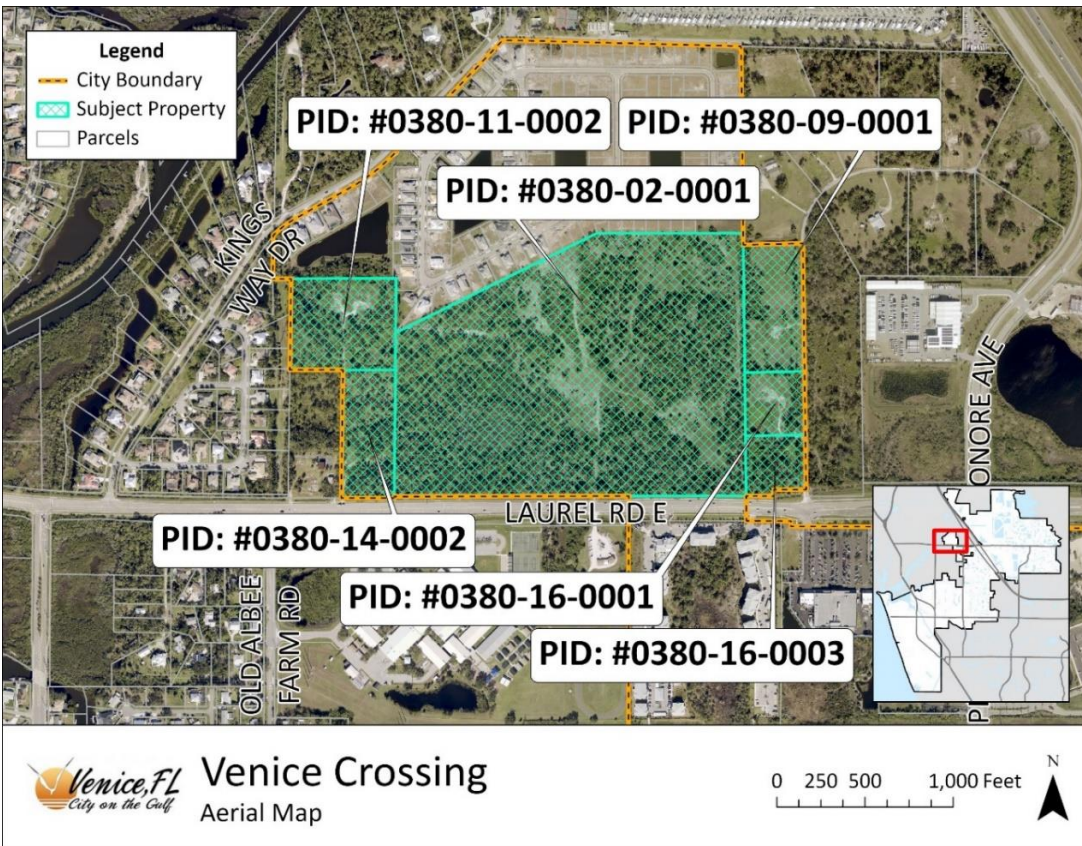 Legend
City Boundary
Subject Property
Parcels
PID: #0380-11-0002
PID: #0380-09-0001
PID: #0380-02-0001
KINGS
WAY DR
ONORE AVE
LAUREL RD E
PID: #0380-14-0002
PID: #0380-16-0001
PID: #0380-16-0003
OLD ALBEE
FARM RD
P
Venice, FL
City on the Gulf
Venice Crossing
Aerial Map
0 250 500 1,000 Feet
N